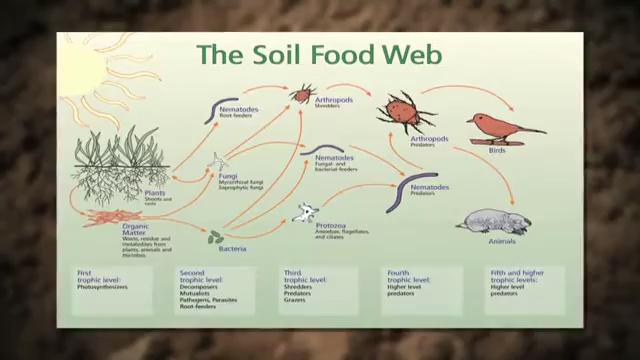 The Soil Food Web
Arthropods
Shredders
Nematodes
Root-feeders
Arthropods
Predators
Birds
Nematodes
Fungal- and
bacterial-feeders
Fungi
Mycorrhizal fungi
Saprophytic fungi
Nematodes
Predators
Plants
Shoots and
roots
Organic
Matter
Waste, residue and
metabolites from
plants, animals and
microbes.
Bacteria
Protozoa
Amoebae, flagellates,
and ciliates
Animals
First
trophic level:
Photosynthesizers
Second
trophic level:
Decomposers
Mutualists
Pathogens, Parasites
Root-feeders
Third
trophic level:
Shredders
Predators
Grazers
Fourth
trophic level:
Higher level
predators
Fifth and higher
trophic levels:
Higher level
predators